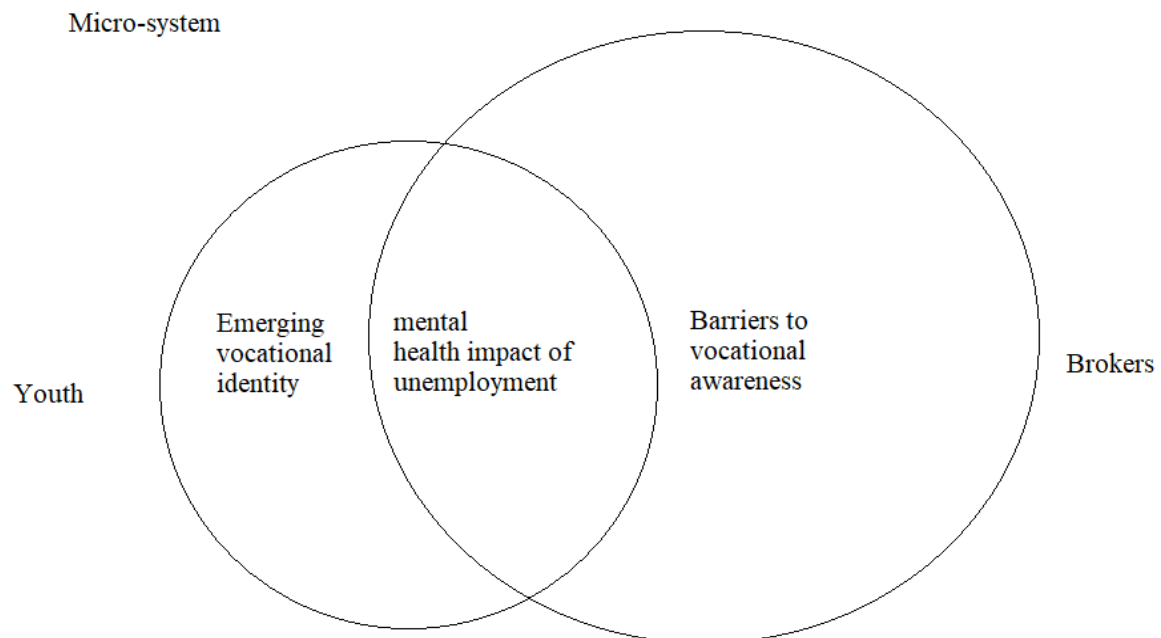 Micro-system
Emerging
vocational
identity
mental
health impact of
unemployment
Barriers to
vocational
awareness
Youth
Brokers